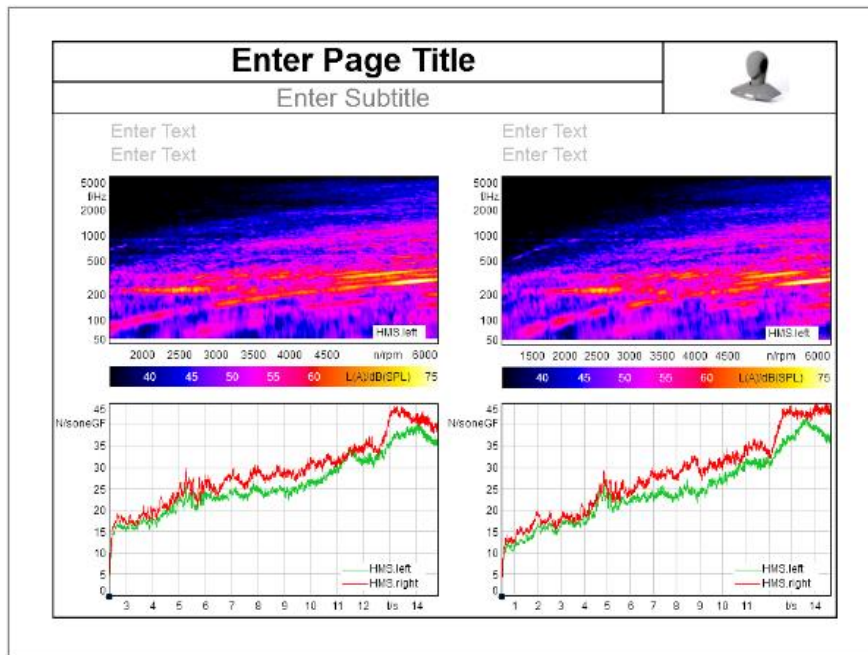 Enter Page Title
Enter Subtitle
Enter Text
Enter Text
Enter Text
Enter Text
5000
f/Hz
2000
1000
500
200
100
50
HMS.left
2000 2500 3000 3500 4000 4500 n/rpm 6000
40 45 50 55 60 L(A)/dB(SPL) 75
5000
f/Hz
2000
1000
500
200
100
50
HMS.left
1500 2500 3000 3500 4000 4500 n/rpm 6000
40 45 50 55 60 L(A)/dB(SPL) 75
45
N/soneGF
35
30
25
20
15
10
5
0
HMS.left
HMS.right
3 4 5 6 7 8 9 10 11 12 t/s 14
45
N/soneGF
35
30
25
20
15
10
5
0
HMS.left
HMS.right
1 2 3 4 5 6 7 8 9 10 11 t/s 14